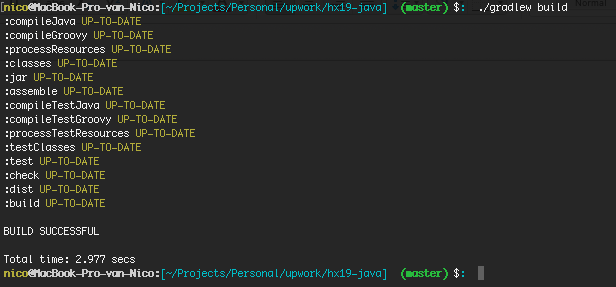 [nico@MacBook-Pro-van-Nico:[~/Projects/Personal/upwork/hx19-java] (master) $: ./gradlew build Normal
:compileJava UP-TO-DATE
:compileGroovy UP-TO-DATE
:processResources UP-TO-DATE
:classes UP-TO-DATE
:jar UP-TO-DATE
:assemble UP-TO-DATE
:compileTestJava UP-TO-DATE
:compileTestGroovy UP-TO-DATE
:processTestResources UP-TO-DATE
:testClasses UP-TO-DATE
:test UP-TO-DATE
:check UP-TO-DATE
:dist UP-TO-DATE
:build UP-TO-DATE
BUILD SUCCESSFUL
Total time: 2.977 secs
nico@MacBook-Pro-van-Nico:[~/Projects/Personal/upwork/hx19-java] (master) $: